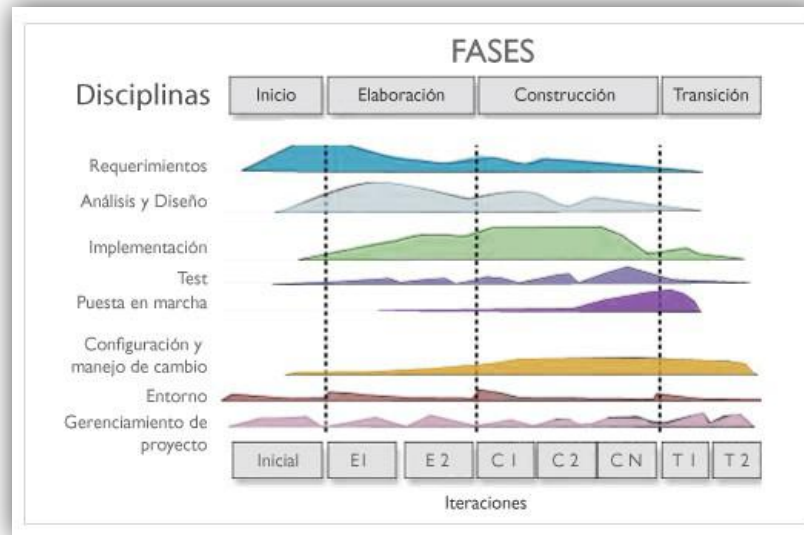 FASES
Disciplinas
Inicio
Elaboración
Construcción
Transición
Requerimientos
Análisis y Diseño
Implementación
Test
Puesta en marcha
Configuración y
manejo de cambio
Entorno
Gerenciamiento de
proyecto
Inicial
E1
E 2
C 1
C 2
C N
T 1
T 2
Iteraciones